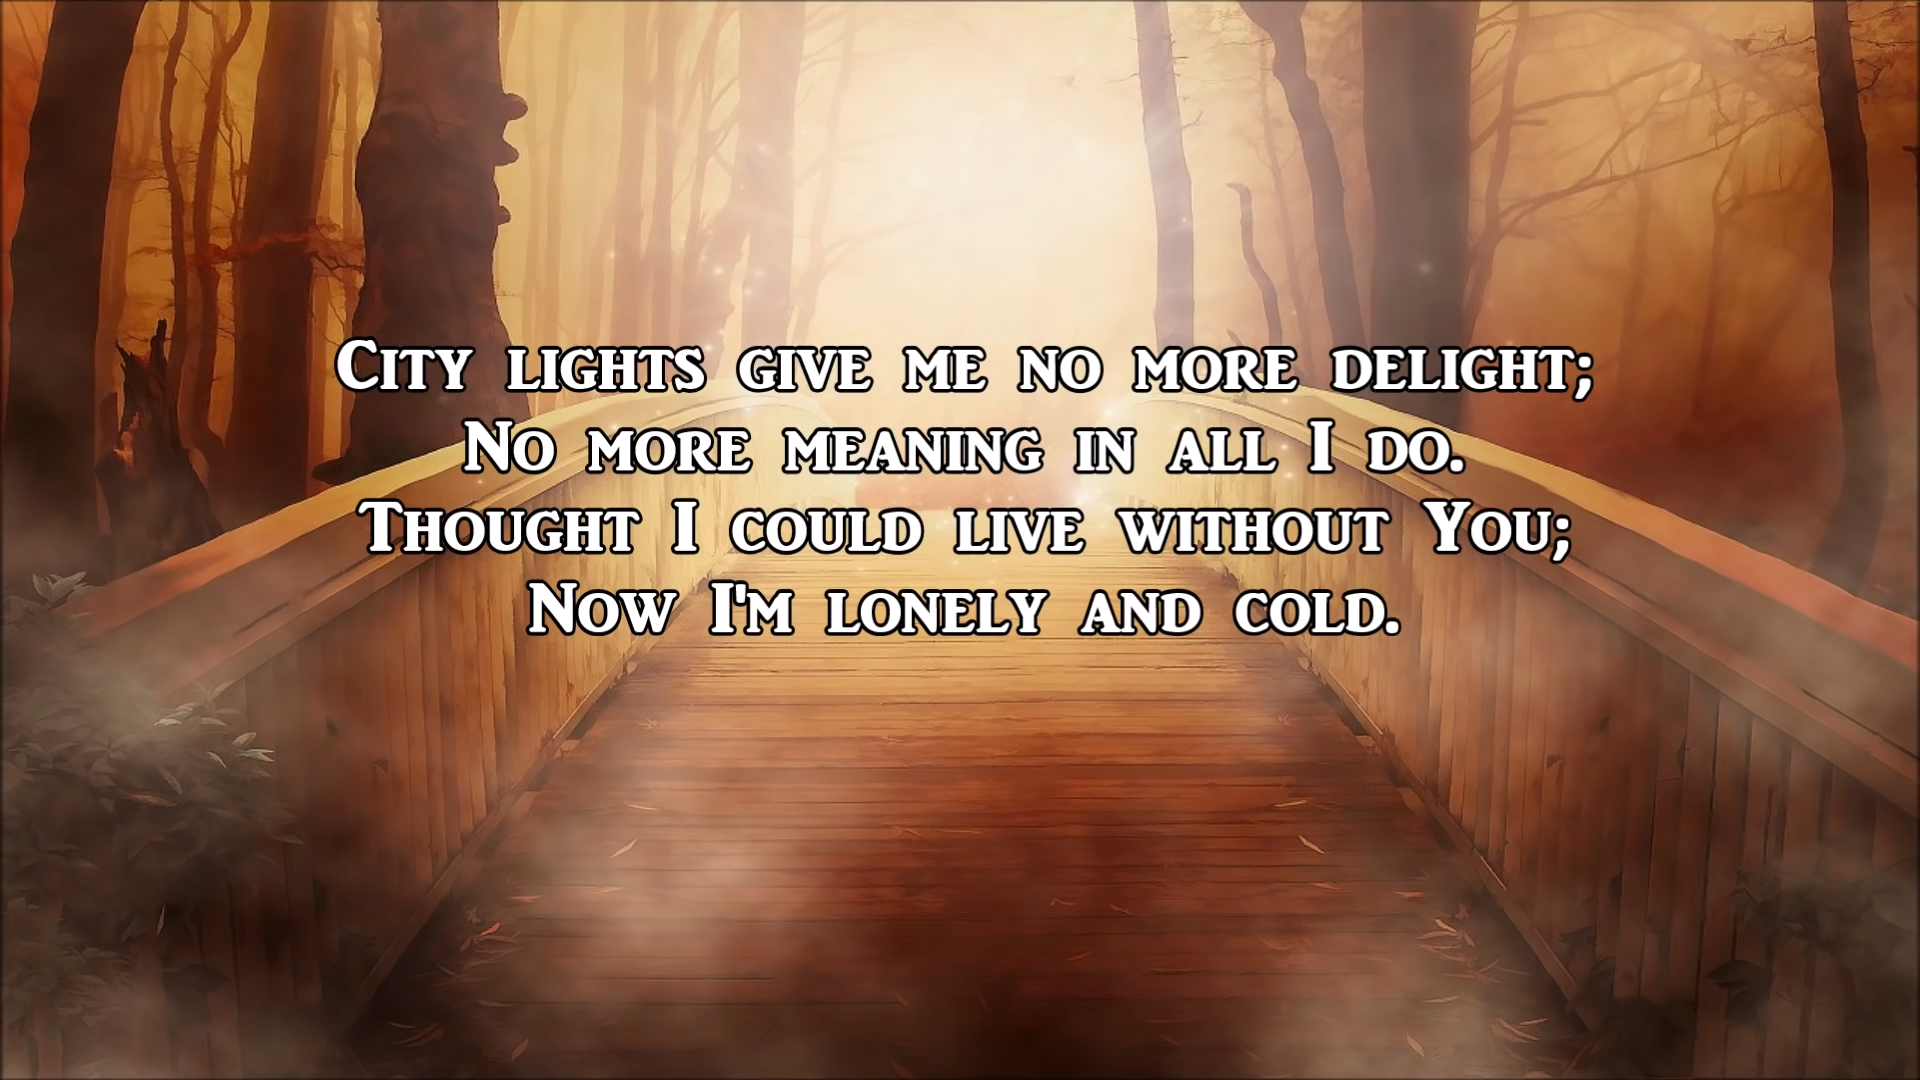 City lights give me no more delight;
No more meaning in all I do.
Thought I could live without You;
Now I'm lonely and cold.